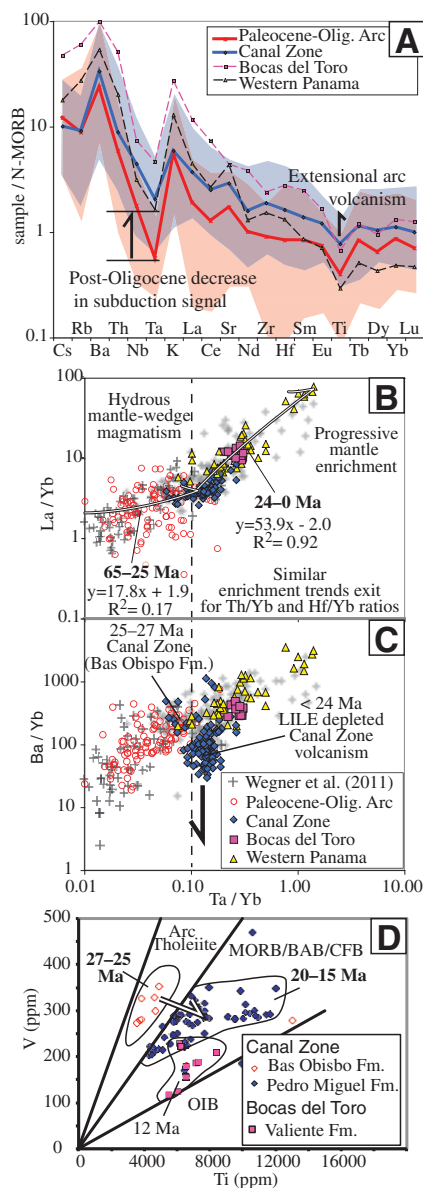 100
10
1
0.1
sample / N-MORB
A
Paleocene-Olig. Arc
Canal Zone
Bocas del Toro
Western Panama
Extensional arc
volcanism
Post-Oligocene decrease
in subduction signal
Rb Th Ta La Sr Zr Sm Ti Dy Lu
Cs Ba Nb K Ce Nd Hf Eu Tb Yb
100
10
1
0.1
La/Yb
B
Hydrous
mantle-wedge
magmatism
Progressive
mantle
enrichment
24–0 Ma
y=53.9x - 2.0
R2= 0.92
65–25 Ma
y=17.8x + 1.9
R2= 0.17
Similar
enrichment trends exit
for Th/Yb and Hf/Yb ratios
C
25–27 Ma
Canal Zone
(Bas Obispo Fm.)
1000
100
10
1
Ba/Yb
< 24 Ma
LILE depleted
Canal Zone
volcanism
Wegner et al. (2011)
Paleocene-Olig. Arc
Canal Zone
Bocas del Toro
Western Panama
0.01 0.10 1.00 10.00
Ta/Yb
500
400
300
200
100
0
V (ppm)
D
Arc
Tholeiite
MORB/BAB/CFB
27–25
Ma
20–15 Ma
12 Ma
OIB
Canal Zone
Bas Obisbo Fm.
Pedro Miguel Fm.
Bocas del Toro
Valiente Fm.
0 4000 8000 12000 16000
Ti (ppm)